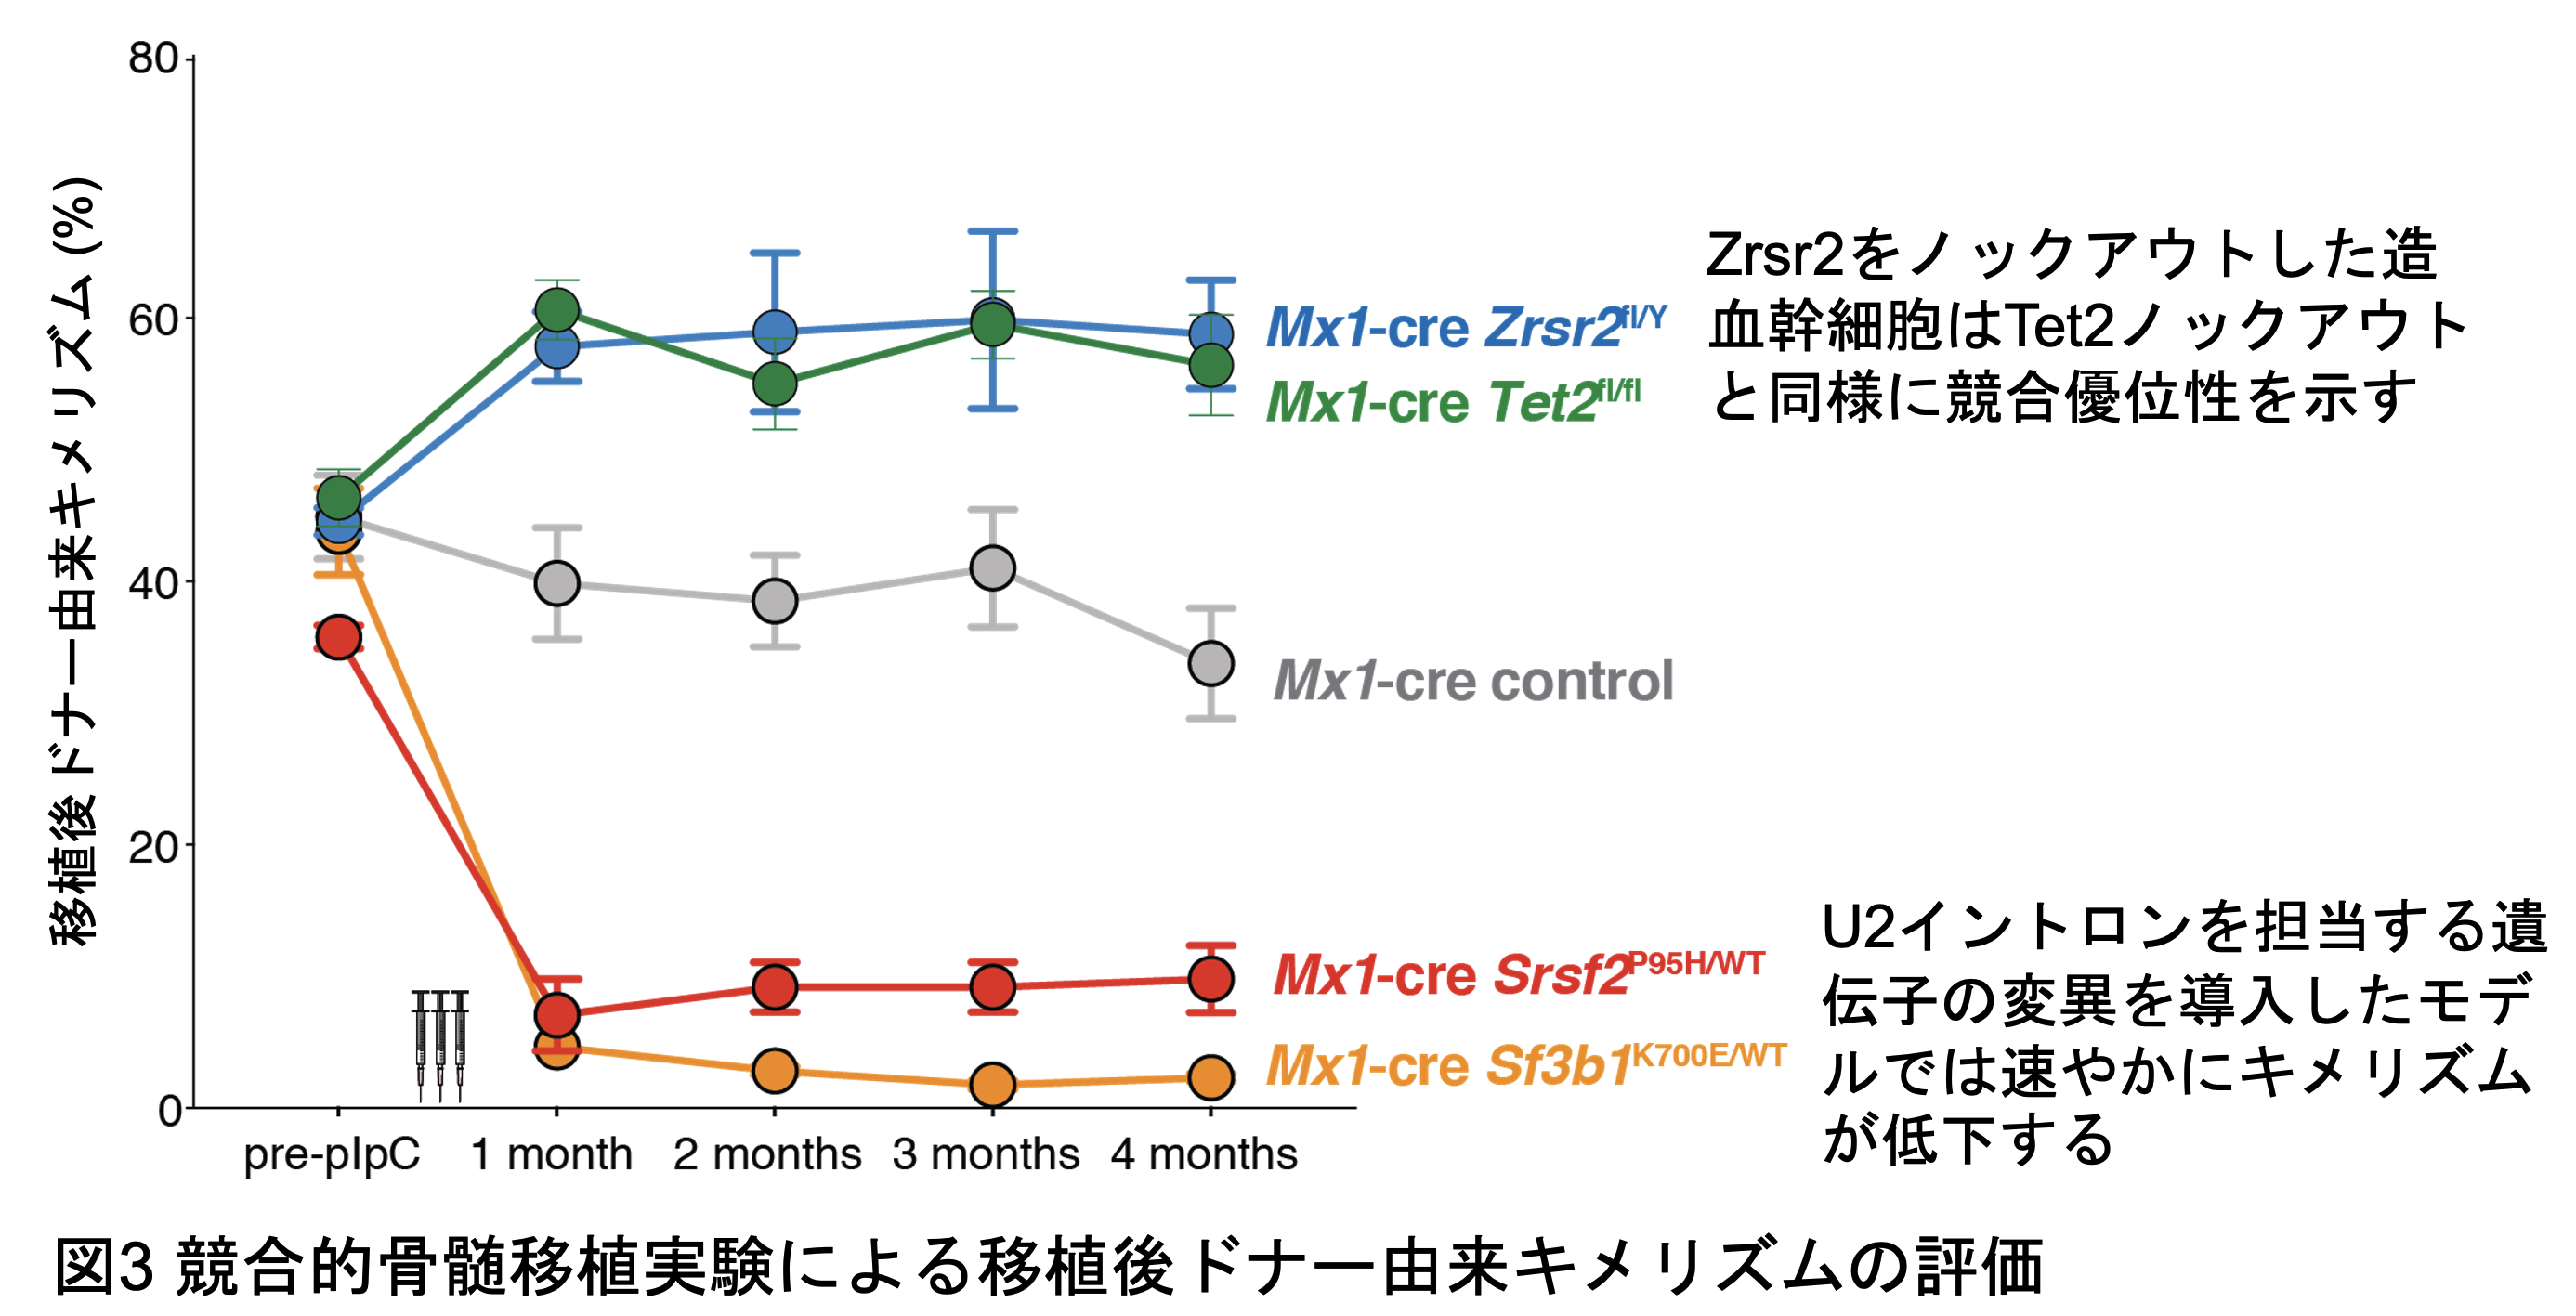 80
60
40
20
0
移植後ドナー由来キメリズム (%)
pre-pIpC 1 month 2 months 3 months 4 months
Mx1-cre Zrsr2fl/Y
Mx1-cre Tet2fl/fl
Mx1-cre control
Mx1-cre Srsf2P95H/WT
Mx1-cre Sf3b1K700E/WT
Zrsr2をノックアウトした造
血幹細胞はTet2ノックアウト
と同様に競合優位性を示す
U2イントロンを担当する遺
伝子の変異を導入したモデ
ルでは速やかにキメリズム
が低下する
図3 競合的骨髄移植実験による移植後ドナー由来キメリズムの評価